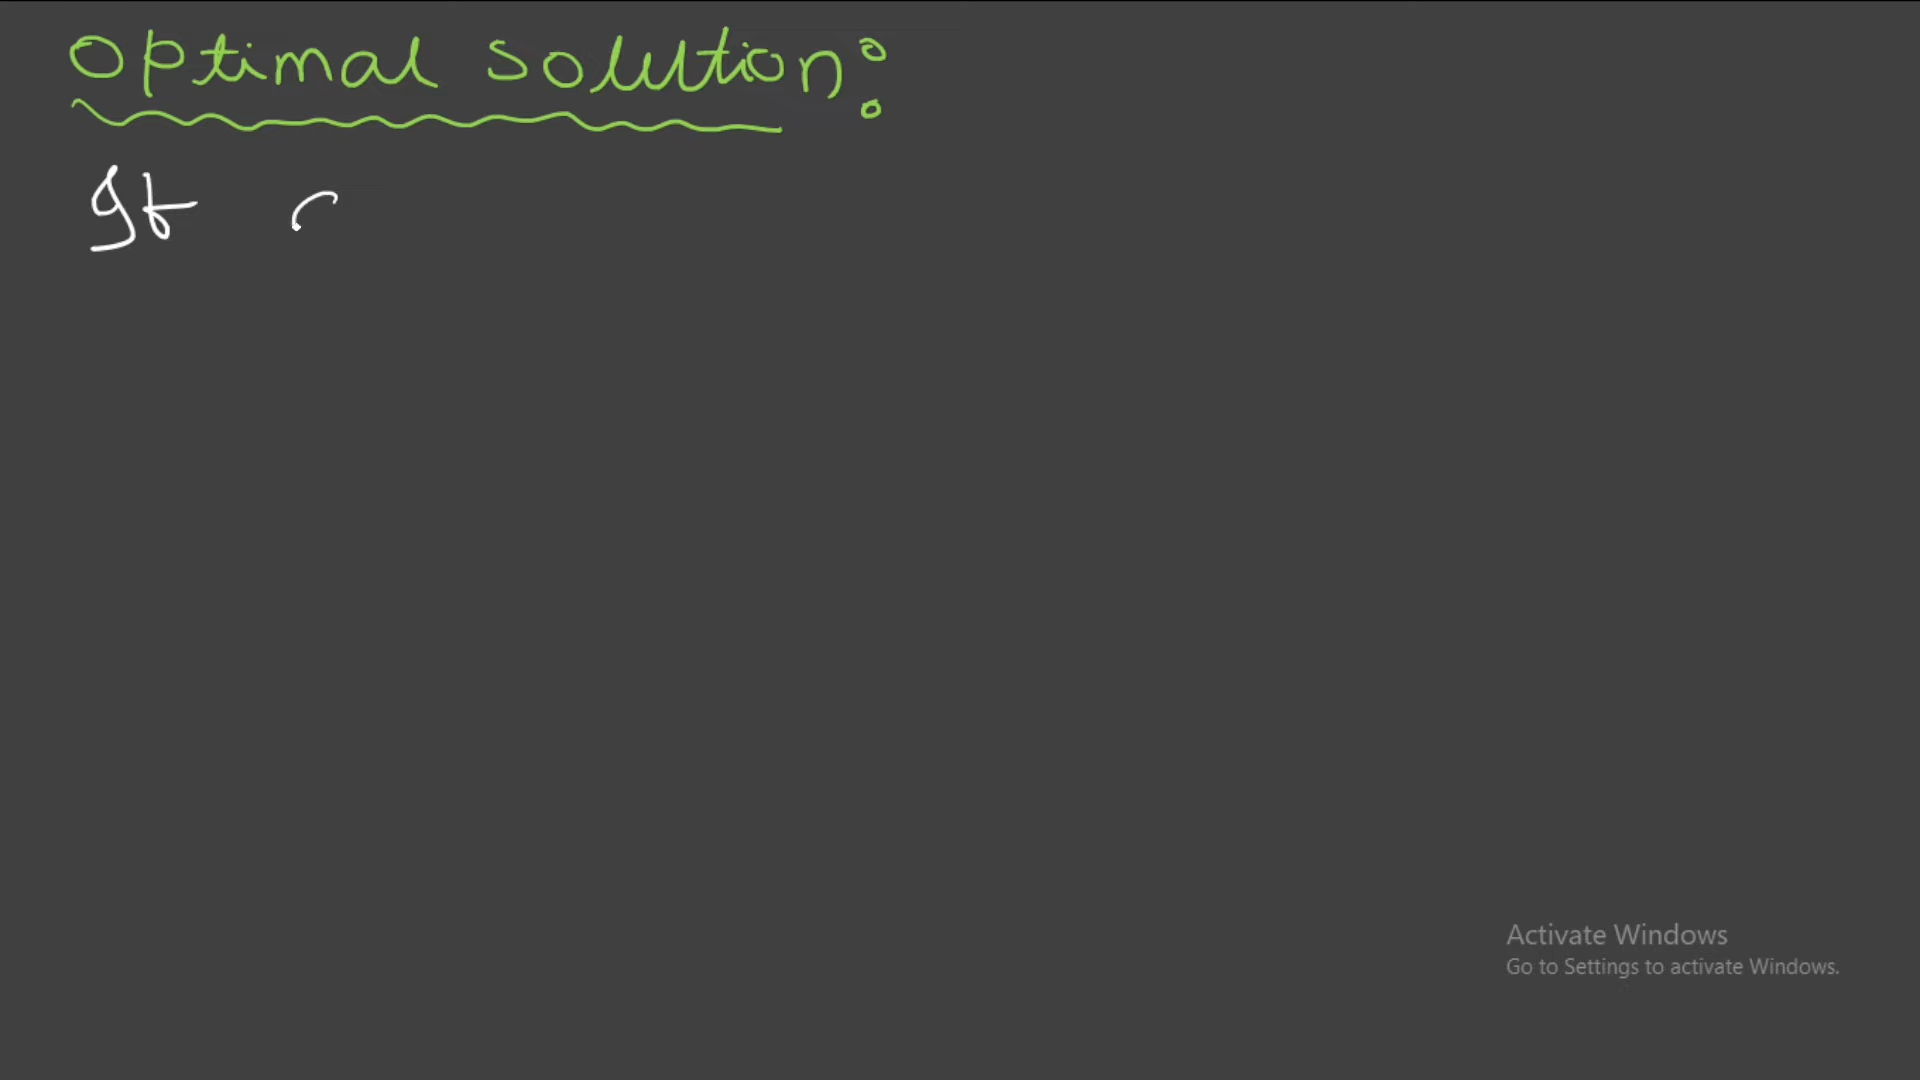 Optimal solution:
If
Activate Windows
Go to Settings to activate Windows.